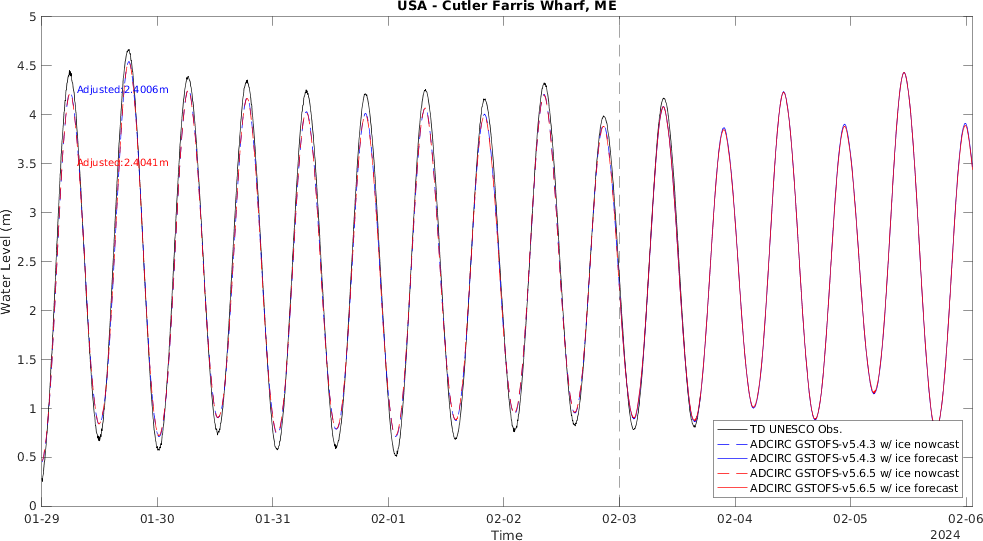 USA - Cutler Farris Wharf, ME
5
4.5
4
3.5
3
2.5
2
1.5
1
0.5
0
Water Level (m)
Adjusted:2.4006m
Adjusted:2.4041m
TD UNESCO Obs.
ADCIRC GSTOFS-v5.4.3 w/ ice nowcast
ADCIRC GSTOFS-v5.4.3 w/ ice forecast
ADCIRC GSTOFS-v5.6.5 w/ ice nowcast
ADCIRC GSTOFS-v5.6.5 w/ ice forecast
01-29 01-30 01-31 02-01 02-02 02-03 02-04 02-05 02-06
Time
2024